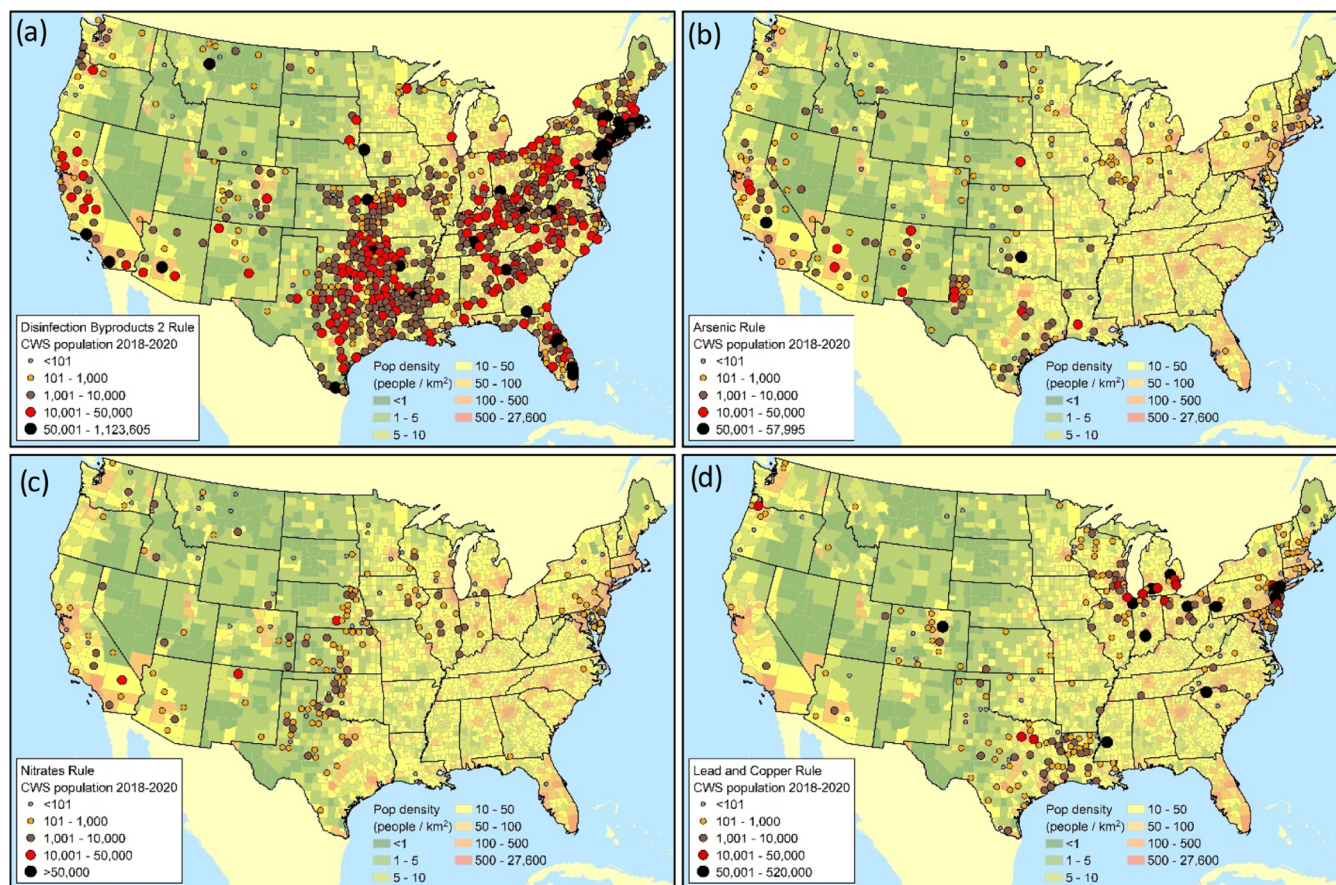 (a)
Disinfection Byproducts 2 Rule
CWS population 2018-2020
<101
101 - 1,000
1,001 - 10,000
10,001 - 50,000
50,001 - 1,123,605
Pop density
(people / km²)
<1
1 - 5
5 - 10
10 - 50
50 - 100
100 - 500
500 - 27,600
(b)
Arsenic Rule
CWS population 2018-2020
<101
101 - 1,000
1,001 - 10,000
10,001 - 50,000
50,001 - 57,995
Pop density
(people / km²)
<1
1 - 5
5 - 10
10 - 50
50 - 100
100 - 500
500 - 27,600
(c)
Nitrates Rule
CWS population 2018-2020
<101
101 - 1,000
1,001 - 10,000
10,001 - 50,000
>50,000
Pop density
(people / km²)
<1
1 - 5
5 - 10
10 - 50
50 - 100
100 - 500
500 - 27,600
(d)
Lead and Copper Rule
CWS population 2018-2020
<101
101 - 1,000
1,001 - 10,000
10,001 - 50,000
50,001 - 520,000
Pop density
(people / km²)
<1
1 - 5
5 - 10
10 - 50
50 - 100
100 - 500
500 - 27,600